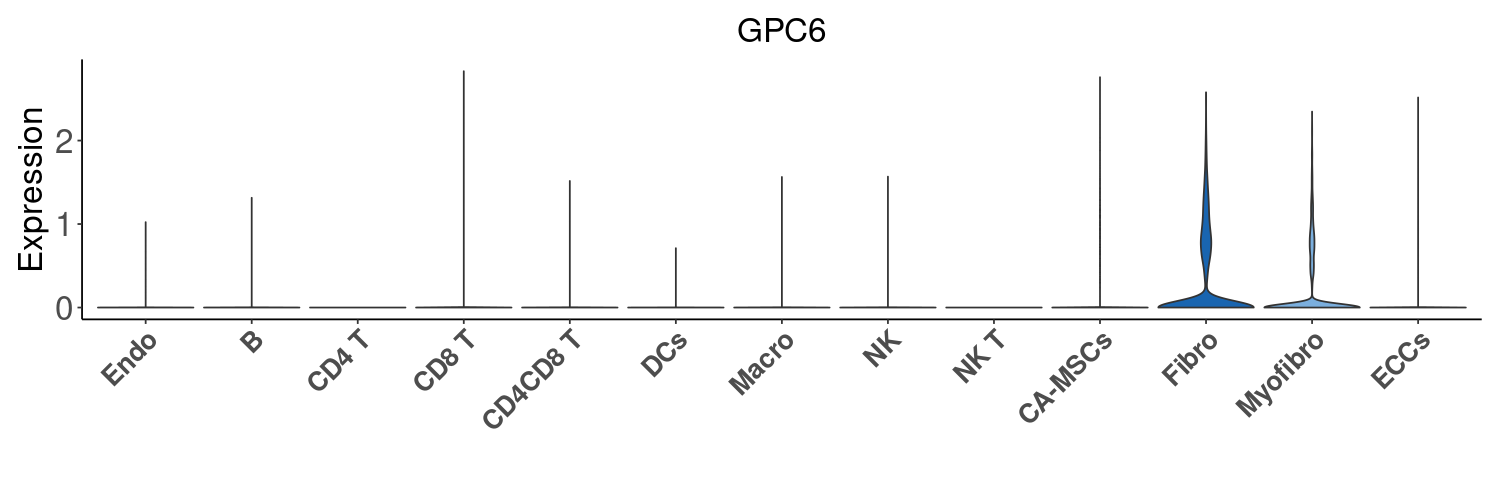 GPC6
Expression
2
1
0
Endo
B
CD4 T
CD8 T
CD4CD8 T
DCs
Macro
NK
NK T
CA-MSCs
Fibro
Myofibro
ECCs